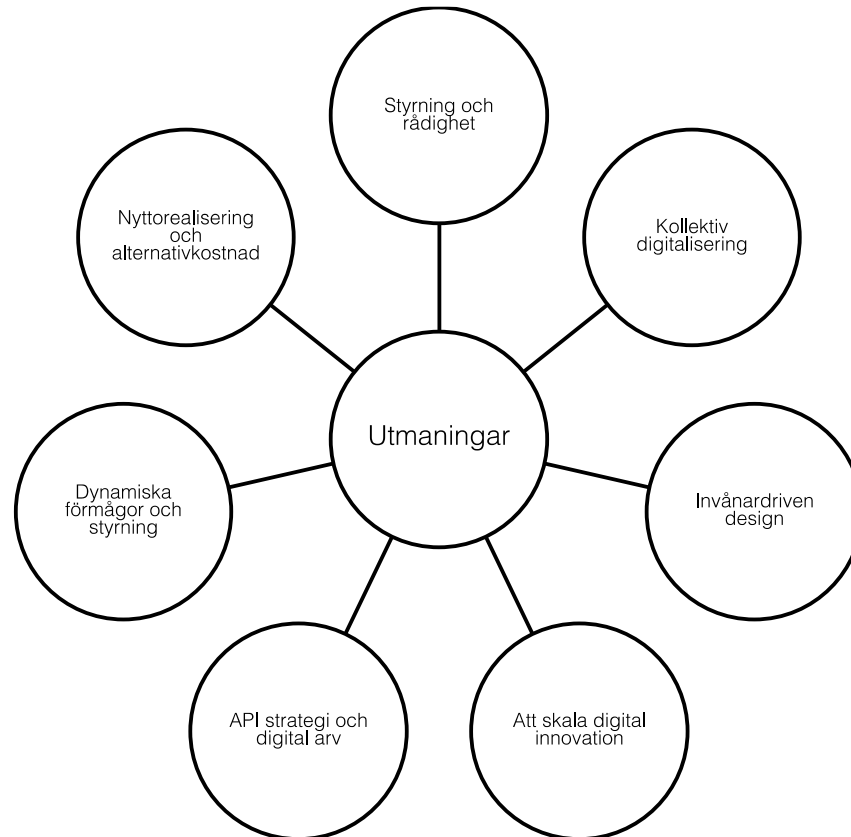 Styrning och
rådighet
Nyttorealisering
och
alternativkostnad
Kollektiv
digitalisering
Utmaningar
Dynamiska
förmågor och
styrning
Invånardriven
design
API strategi och
digital arv
Att skala digital
innovation